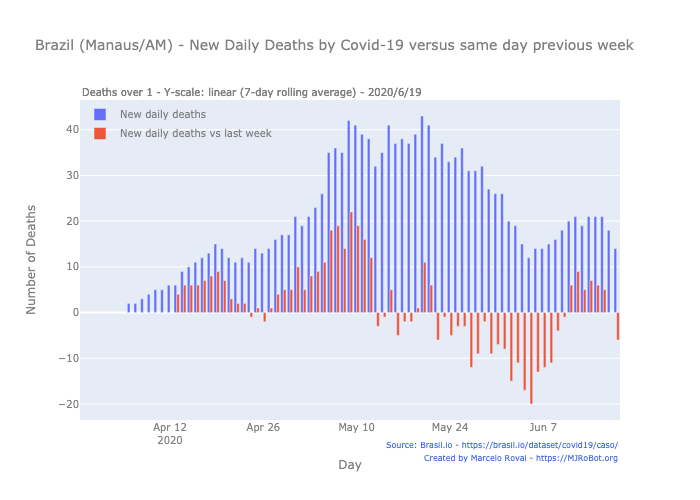 Brazil (Manaus/AM) - New Daily Deaths by Covid-19 versus same day previous week
Deaths over 1 - Y-scale: linear (7-day rolling average) - 2020/6/19
New daily deaths
New daily deaths vs last week
40
30
20
10
0
−10
−20
Number of Deaths
Apr 12
2020
Apr 26
May 10
May 24
Jun 7
Day
Source: Brasil.io - https://brasil.io/dataset/covid19/caso/
Created by Marcelo Rovai - https://MJRoBot.org